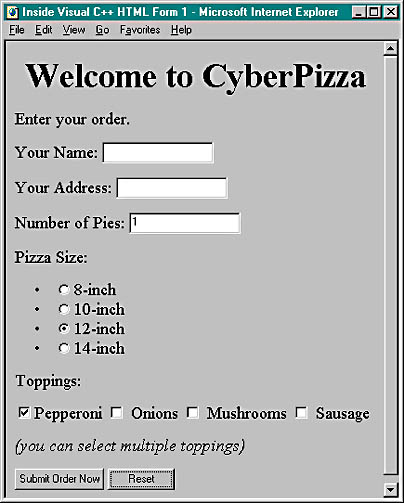 Inside Visual C++ HTML Form 1 - Microsoft Internet Explorer
File Edit View Go Favorites Help
Welcome to CyberPizza
Enter your order.
Your Name:
Your Address:
Number of Pies: 1
Pizza Size:
8-inch
10-inch
12-inch
14-inch
Toppings:
Pepperoni Onions Mushrooms Sausage
(you can select multiple toppings)
Submit Order Now Reset